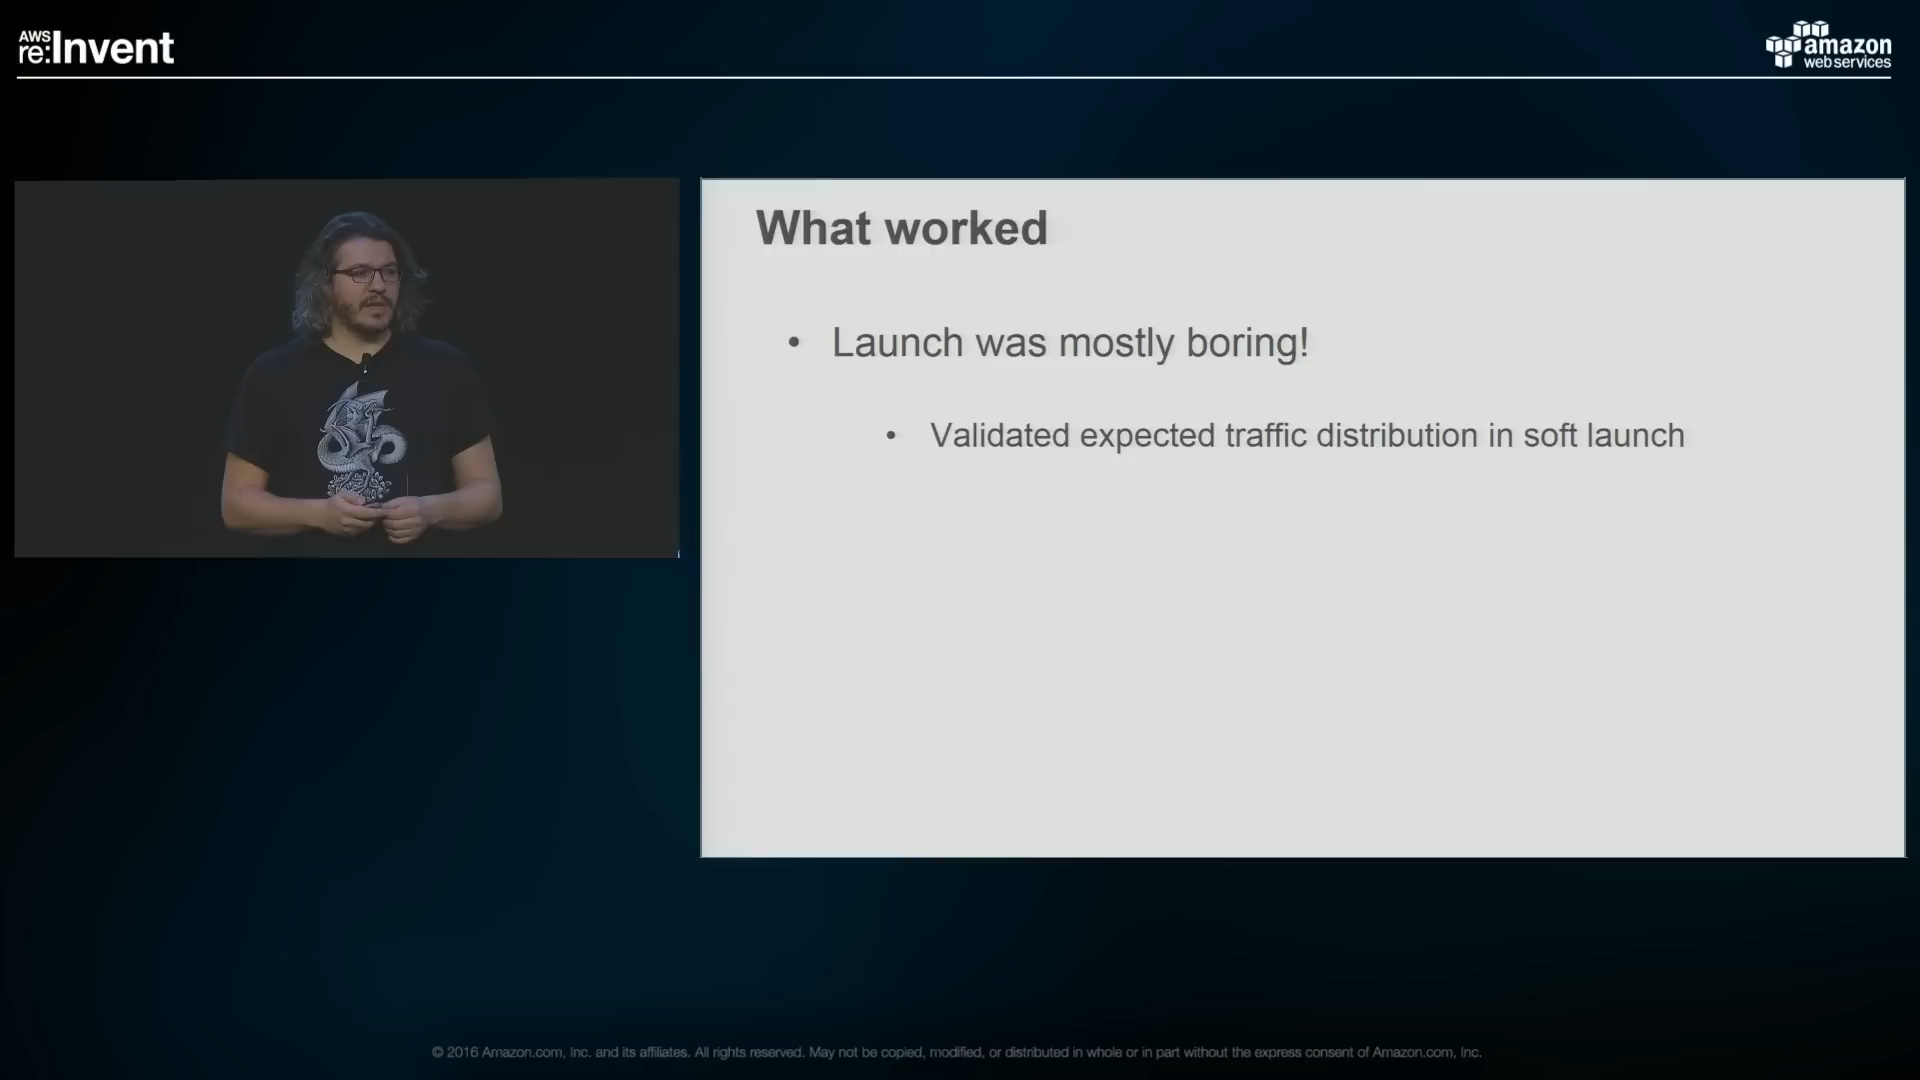 AWS
re:Invent
amazon
webservices
What worked
• Launch was mostly boring!
• Validated expected traffic distribution in soft launch
© 2016 Amazon.com, Inc. and its affiliates. All rights reserved. May not be copied, modified, or distributed in whole or in part without the express consent of Amazon.com, Inc.